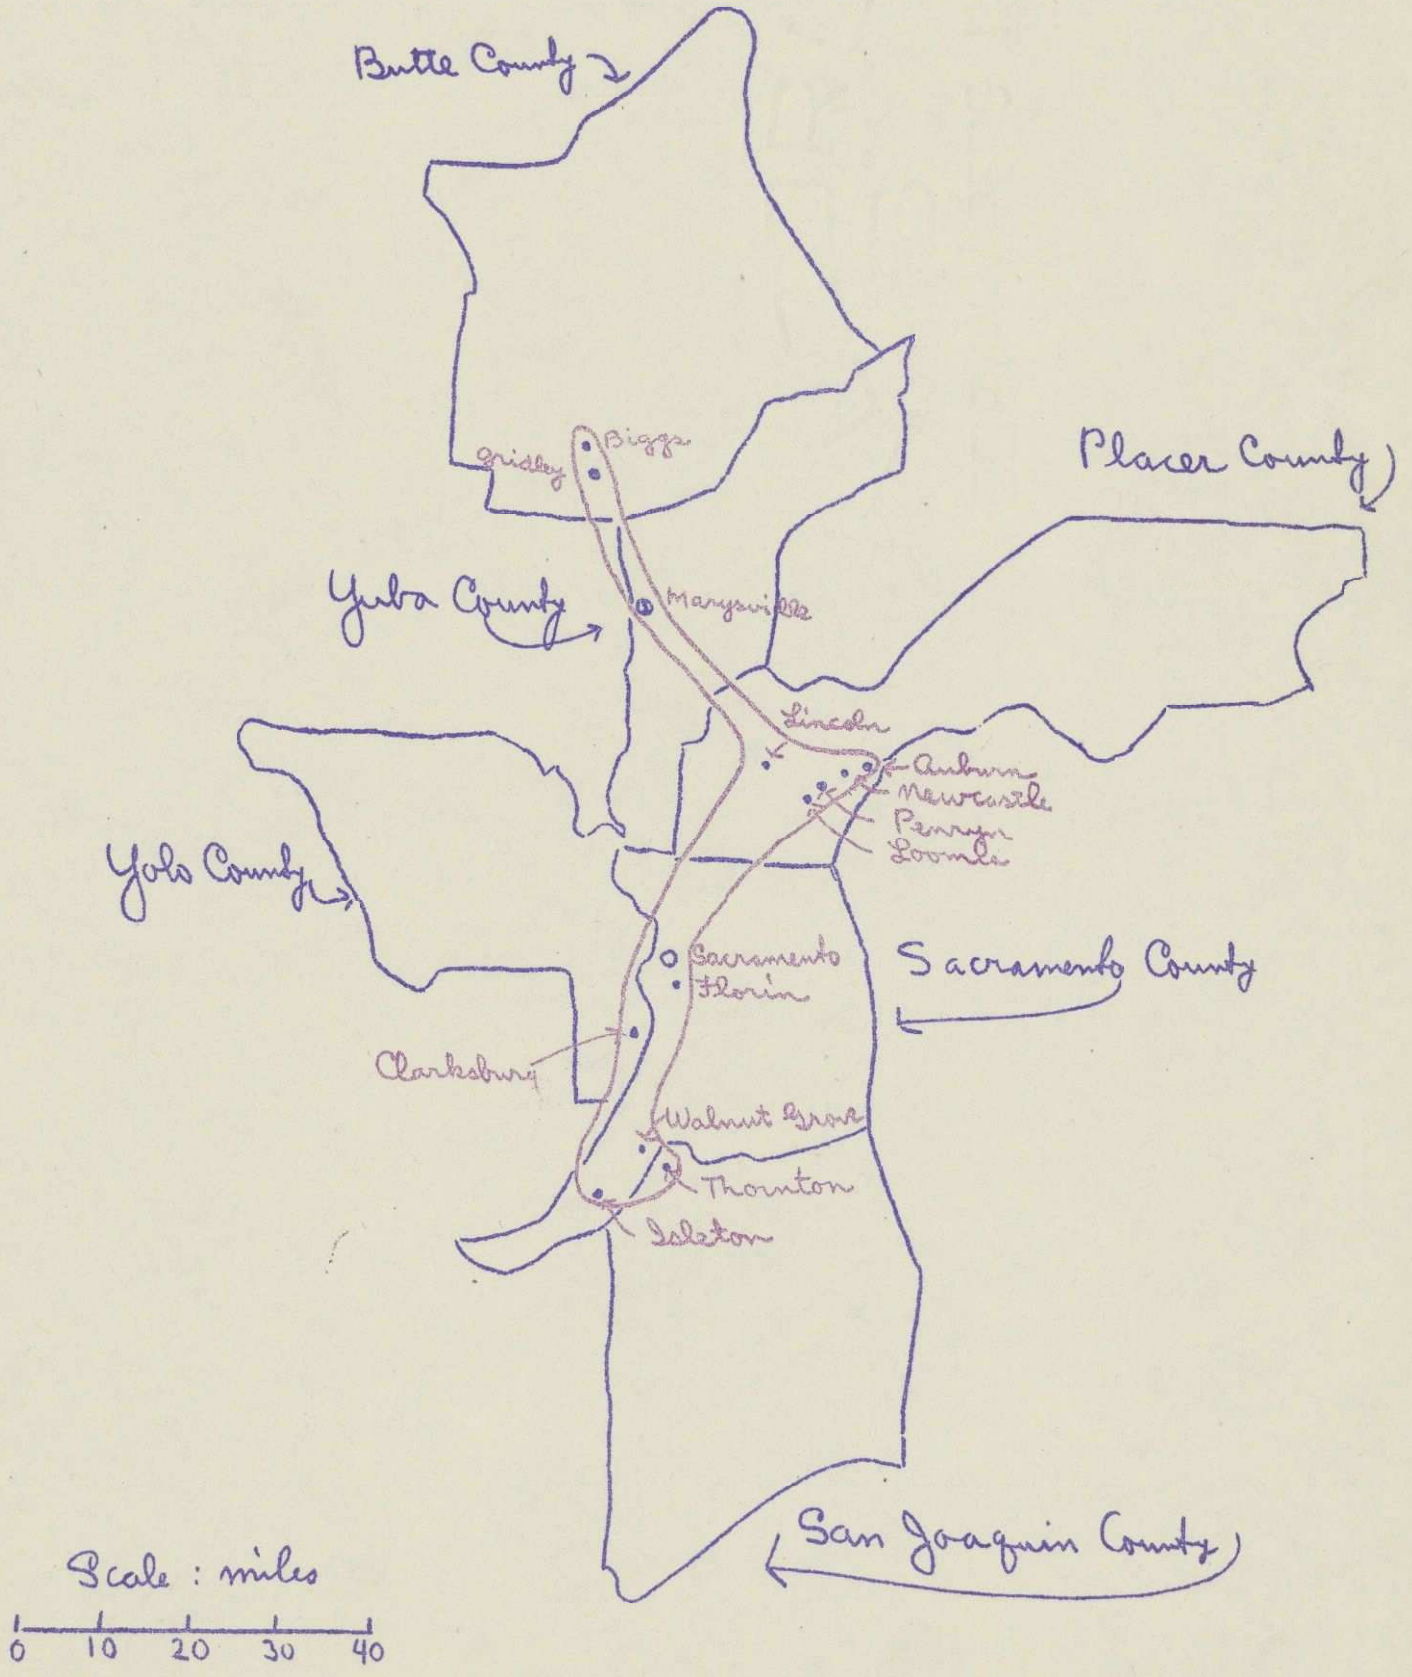 Butte County
Biggs
Gridley
Placer County
Yuba County
Marysville
Lincoln
Auburn
Newcastle
Penryn
Loomis
Yolo County
Sacramento
Sacramento County
Florin
Clarksburg
Walnut Grove
Thornton
Isleton
San Joaquin County
Scale : miles
0 10 20 30 40